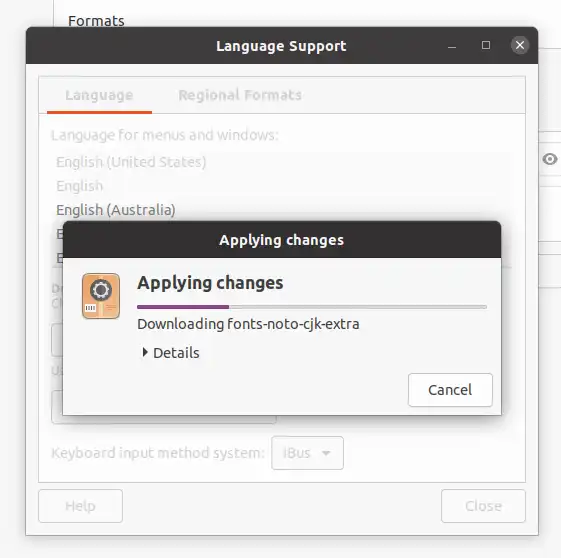 Formats
Language Support
Language
Regional Formats
Language for menus and windows:
English (United States)
English
English (Australia)
Applying changes
Applying changes
Downloading fonts-noto-cjk-extra
Details
Cancel
Keyboard input method system:
IBus
Help
Close